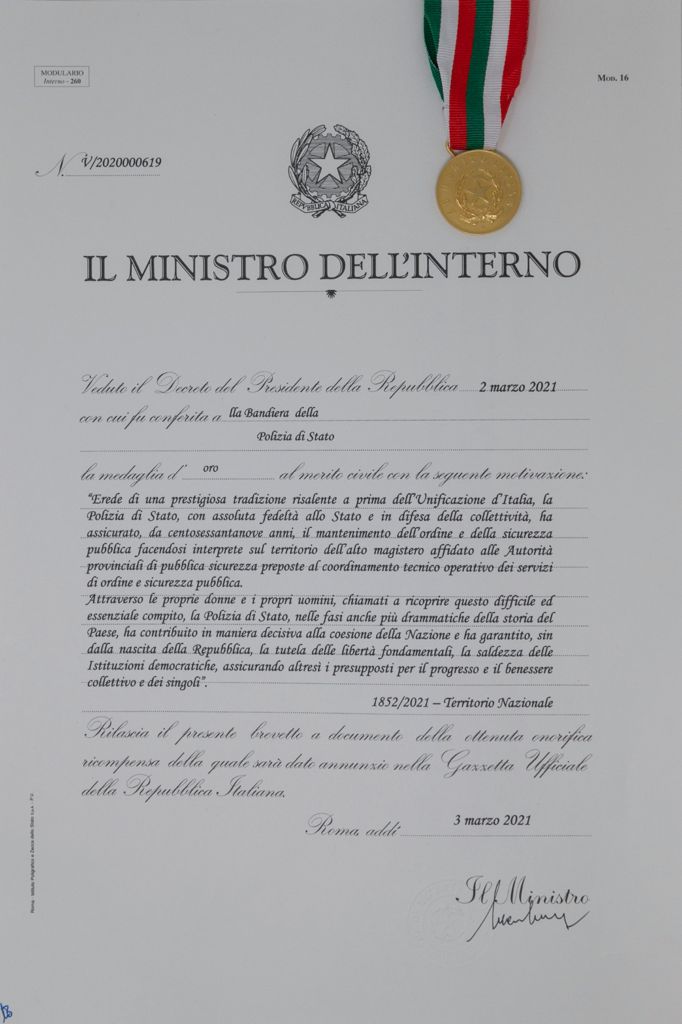 MODULARIO
Interno - 260
MOD. 16
N. V/2020000619
REPVBBLICA ITALIANA
IL MINISTRO DELL'INTERNO
Veduto il Decreto del Presidente della Repubblica 2 marzo 2021
con cui fu conferita a lla Bandiera della
Polizia di Stato
la medaglia d' oro al merito civile con la seguente motivazione:
"Erede di una prestigiosa tradizione risalente a prima dell'Unificazione d'Italia, la
Polizia di Stato, con assoluta fedeltà allo Stato e in difesa della collettività, ha
assicurato, da centosessantanove anni, il mantenimento dell'ordine e della sicurezza
pubblica facendosi interprete sul territorio dell'alto magistero affidato alle Autorità
provinciali di pubblica sicurezza preposte al coordinamento tecnico operativo dei servizi
di ordine e sicurezza pubblica.
Attraverso le proprie donne e i propri uomini, chiamati a ricoprire questo difficile ed
essenziale compito, la Polizia di Stato, nelle fasi anche più drammatiche della storia del
Paese, ha contribuito in maniera decisiva alla coesione della Nazione e ha garantito, sin
dalla nascita della Repubblica, la tutela delle libertà fondamentali, la saldezza delle
Istituzioni democratiche, assicurando altresì i presupposti per il progresso e il benessere
collettivo e dei singoli".
1852/2021 – Territorio Nazionale
Rilascia il presente brevetto a documento della ottenuta onorifica
ricompensa della quale sarà dato annunzio nella Gazzetta Ufficiale
della Repubblica Italiana.
Roma, addì 3 marzo 2021
Il Ministro
Roma - Istituto Poligrafico e Zecca dello Stato S.p.A. - P.V.